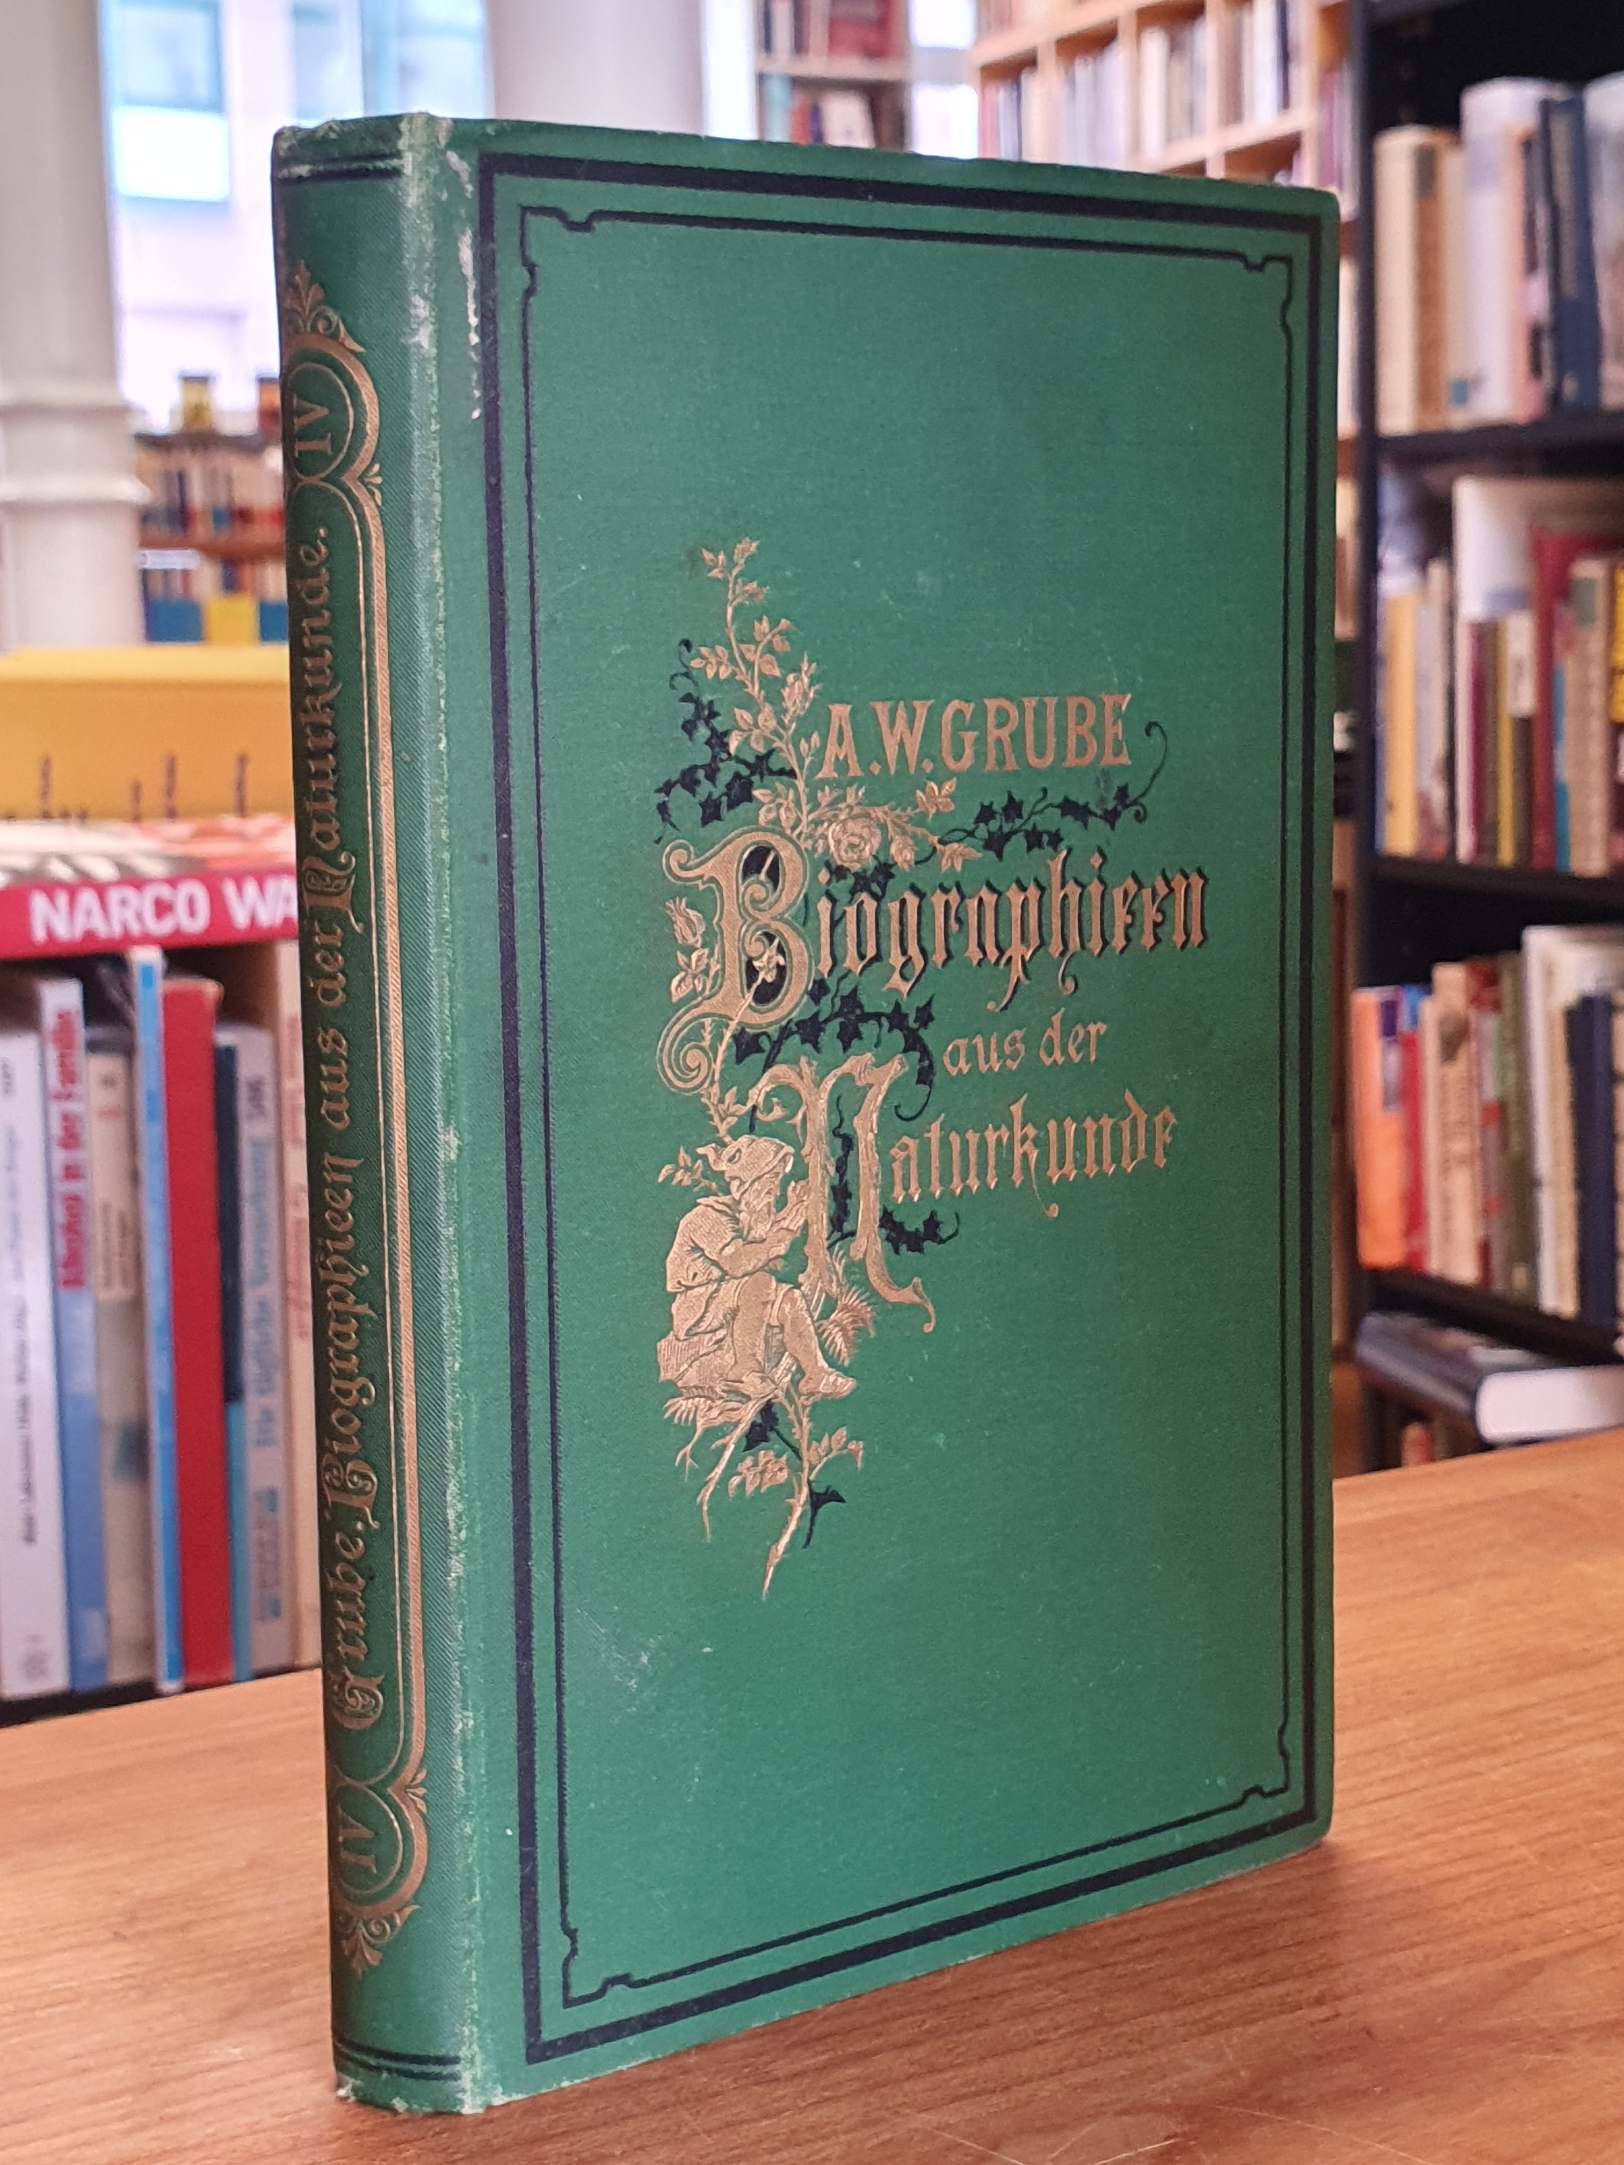 A.W.GRUBE
Biographieen
aus der
Naturkunde
IV
Grube. Biographieen aus der Naturkunde.
IV
NARCO WA